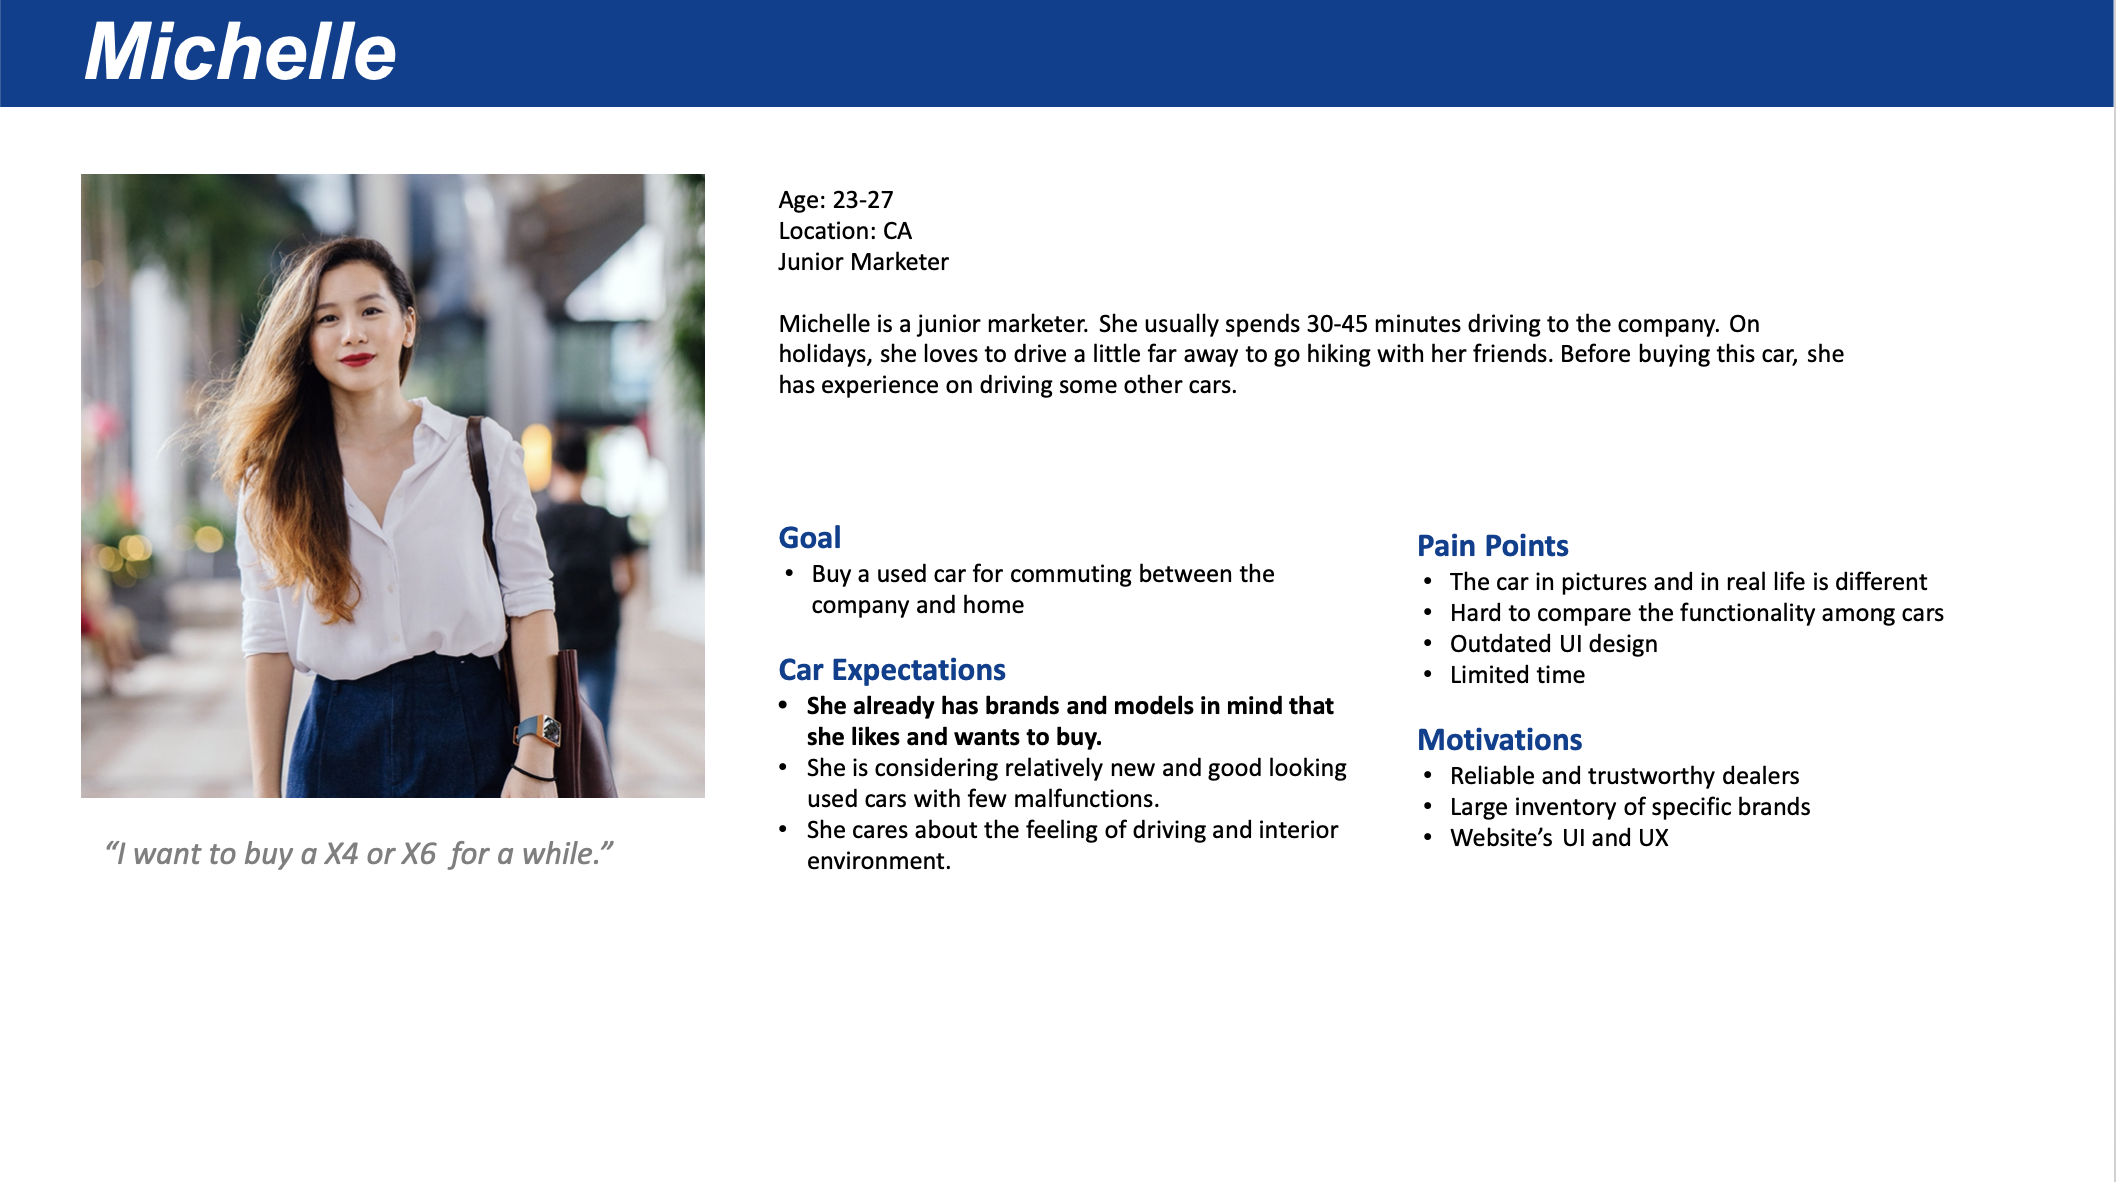 Michelle
Age: 23-27
Location: CA
Junior Marketer
Michelle is a junior marketer. She usually spends 30-45 minutes driving to the company. On
holidays, she loves to drive a little far away to go hiking with her friends. Before buying this car, she
has experience on driving some other cars.
Goal
• Buy a used car for commuting between the
company and home
Car Expectations
• She already has brands and models in mind that
she likes and wants to buy.
• She is considering relatively new and good looking
used cars with few malfunctions.
• She cares about the feeling of driving and interior
environment.
Pain Points
• The car in pictures and in real life is different
• Hard to compare the functionality among cars
• Outdated UI design
• Limited time
Motivations
• Reliable and trustworthy dealers
• Large inventory of specific brands
• Website’s UI and UX
“I want to buy a X4 or X6 for a while.”